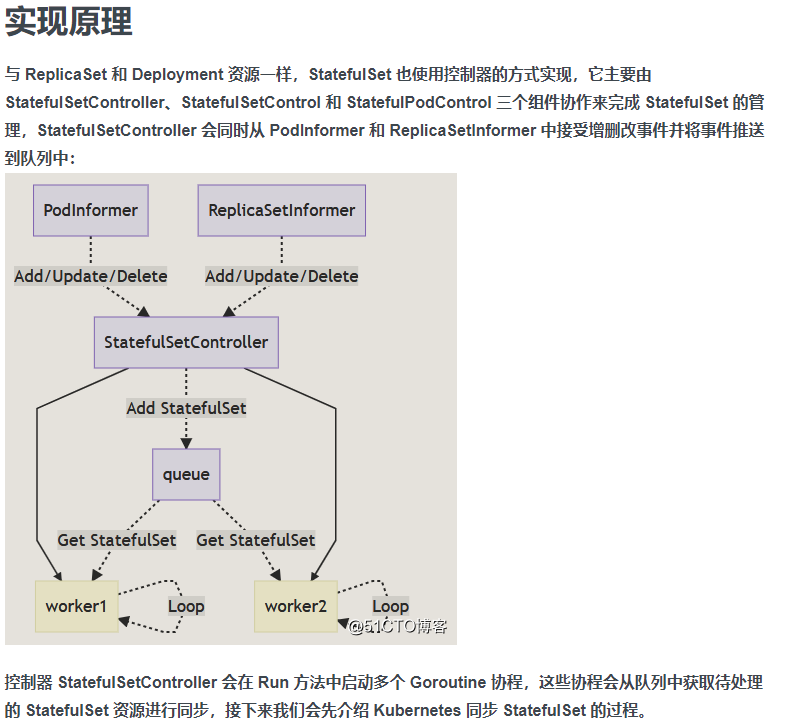 实现原理
与 ReplicaSet 和 Deployment 资源一样，StatefulSet 也使用控制器的方式实现，它主要由
StatefulSetController、StatefulSetControl 和 StatefulPodControl 三个组件协作来完成 StatefulSet 的管
理，StatefulSetController 会同时从 PodInformer 和 ReplicaSetInformer 中接受增删改事件并将事件推送
到队列中：
PodInformer
ReplicaSetInformer
Add/Update/Delete
Add/Update/Delete
StatefulSetController
Add StatefulSet
queue
Get StatefulSet
Get StatefulSet
worker1
Loop
worker2
Loop
@51CTO博客
控制器 StatefulSetController 会在 Run 方法中启动多个 Goroutine 协程，这些协程会从队列中获取待处理
的 StatefulSet 资源进行同步，接下来我们会先介绍 Kubernetes 同步 StatefulSet 的过程。